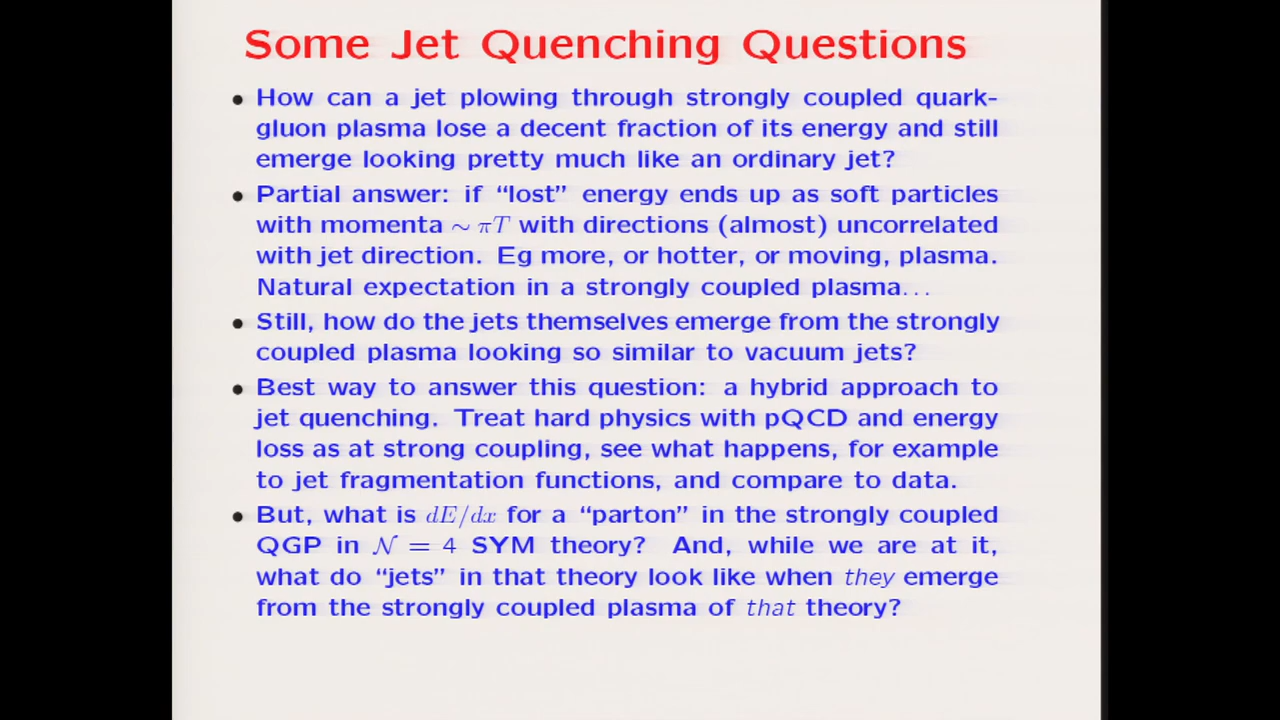 Some Jet Quenching Questions
• How can a jet plowing through strongly coupled quark-
gluon plasma lose a decent fraction of its energy and still
emerge looking pretty much like an ordinary jet?
• Partial answer: if “lost” energy ends up as soft particles
with momenta ∼ πT with directions (almost) uncorrelated
with jet direction. Eg more, or hotter, or moving, plasma.
Natural expectation in a strongly coupled plasma...
• Still, how do the jets themselves emerge from the strongly
coupled plasma looking so similar to vacuum jets?
• Best way to answer this question: a hybrid approach to
jet quenching. Treat hard physics with pQCD and energy
loss as at strong coupling, see what happens, for example
to jet fragmentation functions, and compare to data.
• But, what is dE/dx for a “parton” in the strongly coupled
QGP in 𝒩 = 4 SYM theory? And, while we are at it,
what do “jets” in that theory look like when they emerge
from the strongly coupled plasma of that theory?